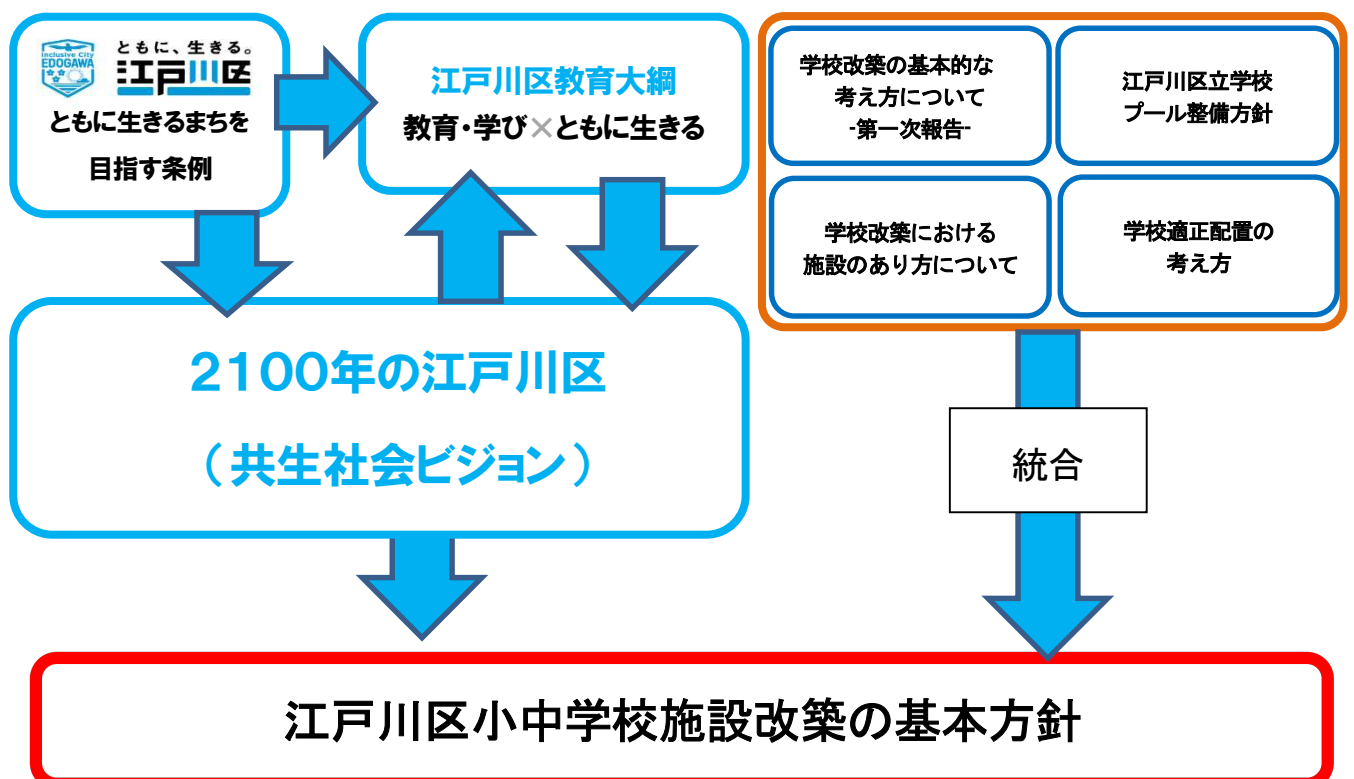 Inclusive City
EDOGAWA
ともに、生きる。
江戸川区
ともに生きるまちを
目指す条例
江戸川区教育大綱
教育・学び×ともに生きる
学校改築の基本的な
考え方について
-第一次報告-
江戸川区立学校
プール整備方針
学校改築における
施設のあり方について
学校適正配置の
考え方
2100年の江戸川区
（共生社会ビジョン）
統合
江戸川区小中学校施設改築の基本方針